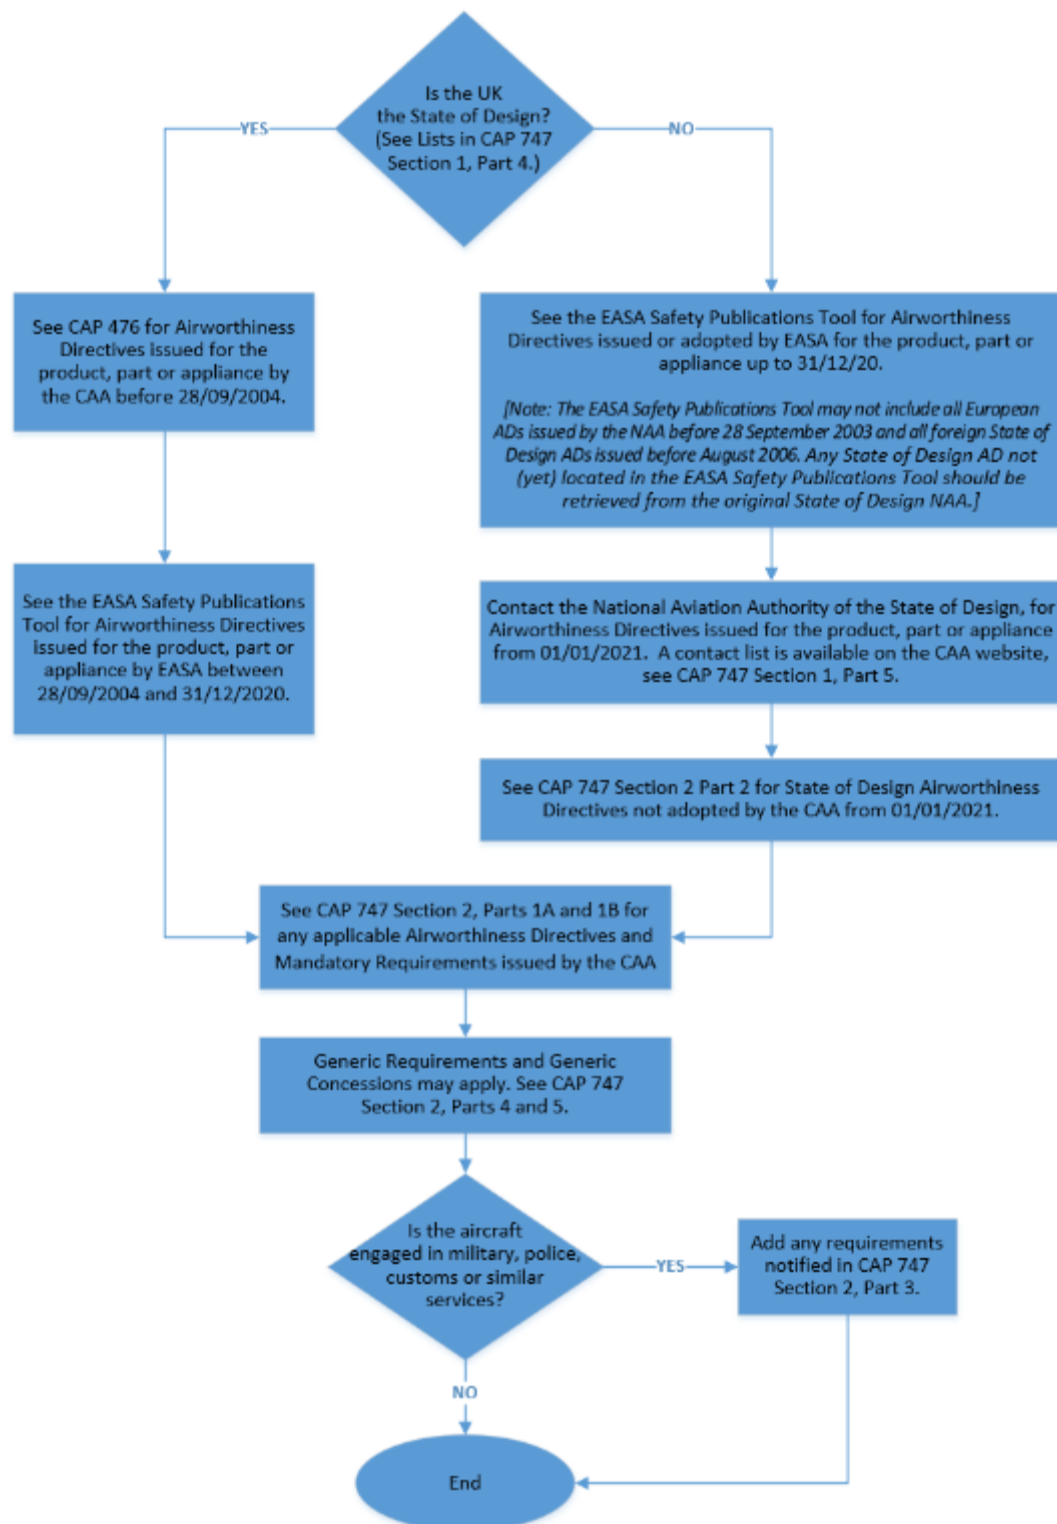 Is the UK
the State of Design?
(See Lists in CAP 747
Section 1, Part 4.)
YES
NO
See CAP 476 for Airworthiness
Directives issued for the
product, part or appliance by
the CAA before 28/09/2004.
See the EASA Safety Publications Tool for Airworthiness
Directives issued or adopted by EASA for the product, part or
appliance up to 31/12/20.
[Note: The EASA Safety Publications Tool may not include all European
ADs issued by the NAA before 28 September 2003 and all foreign State of
Design ADs issued before August 2006. Any State of Design AD not
(yet) located in the EASA Safety Publications Tool should be
retrieved from the original State of Design NAA.]
See the EASA Safety Publications
Tool for Airworthiness Directives
issued for the product, part or
appliance by EASA between
28/09/2004 and 31/12/2020.
Contact the National Aviation Authority of the State of Design, for
Airworthiness Directives issued for the product, part or appliance
from 01/01/2021. A contact list is available on the CAA website,
see CAP 747 Section 1, Part 5.
See CAP 747 Section 2 Part 2 for State of Design Airworthiness
Directives not adopted by the CAA from 01/01/2021.
See CAP 747 Section 2, Parts 1A and 1B for
any applicable Airworthiness Directives and
Mandatory Requirements issued by the CAA
Generic Requirements and Generic
Concessions may apply. See CAP 747
Section 2, Parts 4 and 5.
Is the aircraft
engaged in military, police,
customs or similar
services?
YES
Add any requirements
notified in CAP 747
Section 2, Part 3.
NO
End